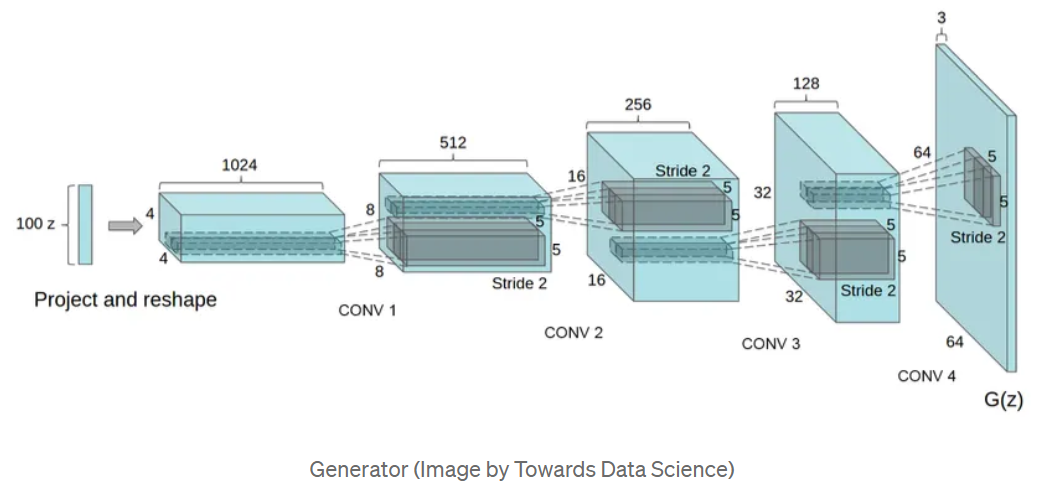 100 z
Project and reshape
1024
4
4
CONV 1
512
8
8
5
5
Stride 2
CONV 2
256
16
16
Stride 2
5
5
CONV 3
128
32
32
5
5
Stride 2
CONV 4
3
64
64
5
5
Stride 2
G(z)
Generator (Image by Towards Data Science)